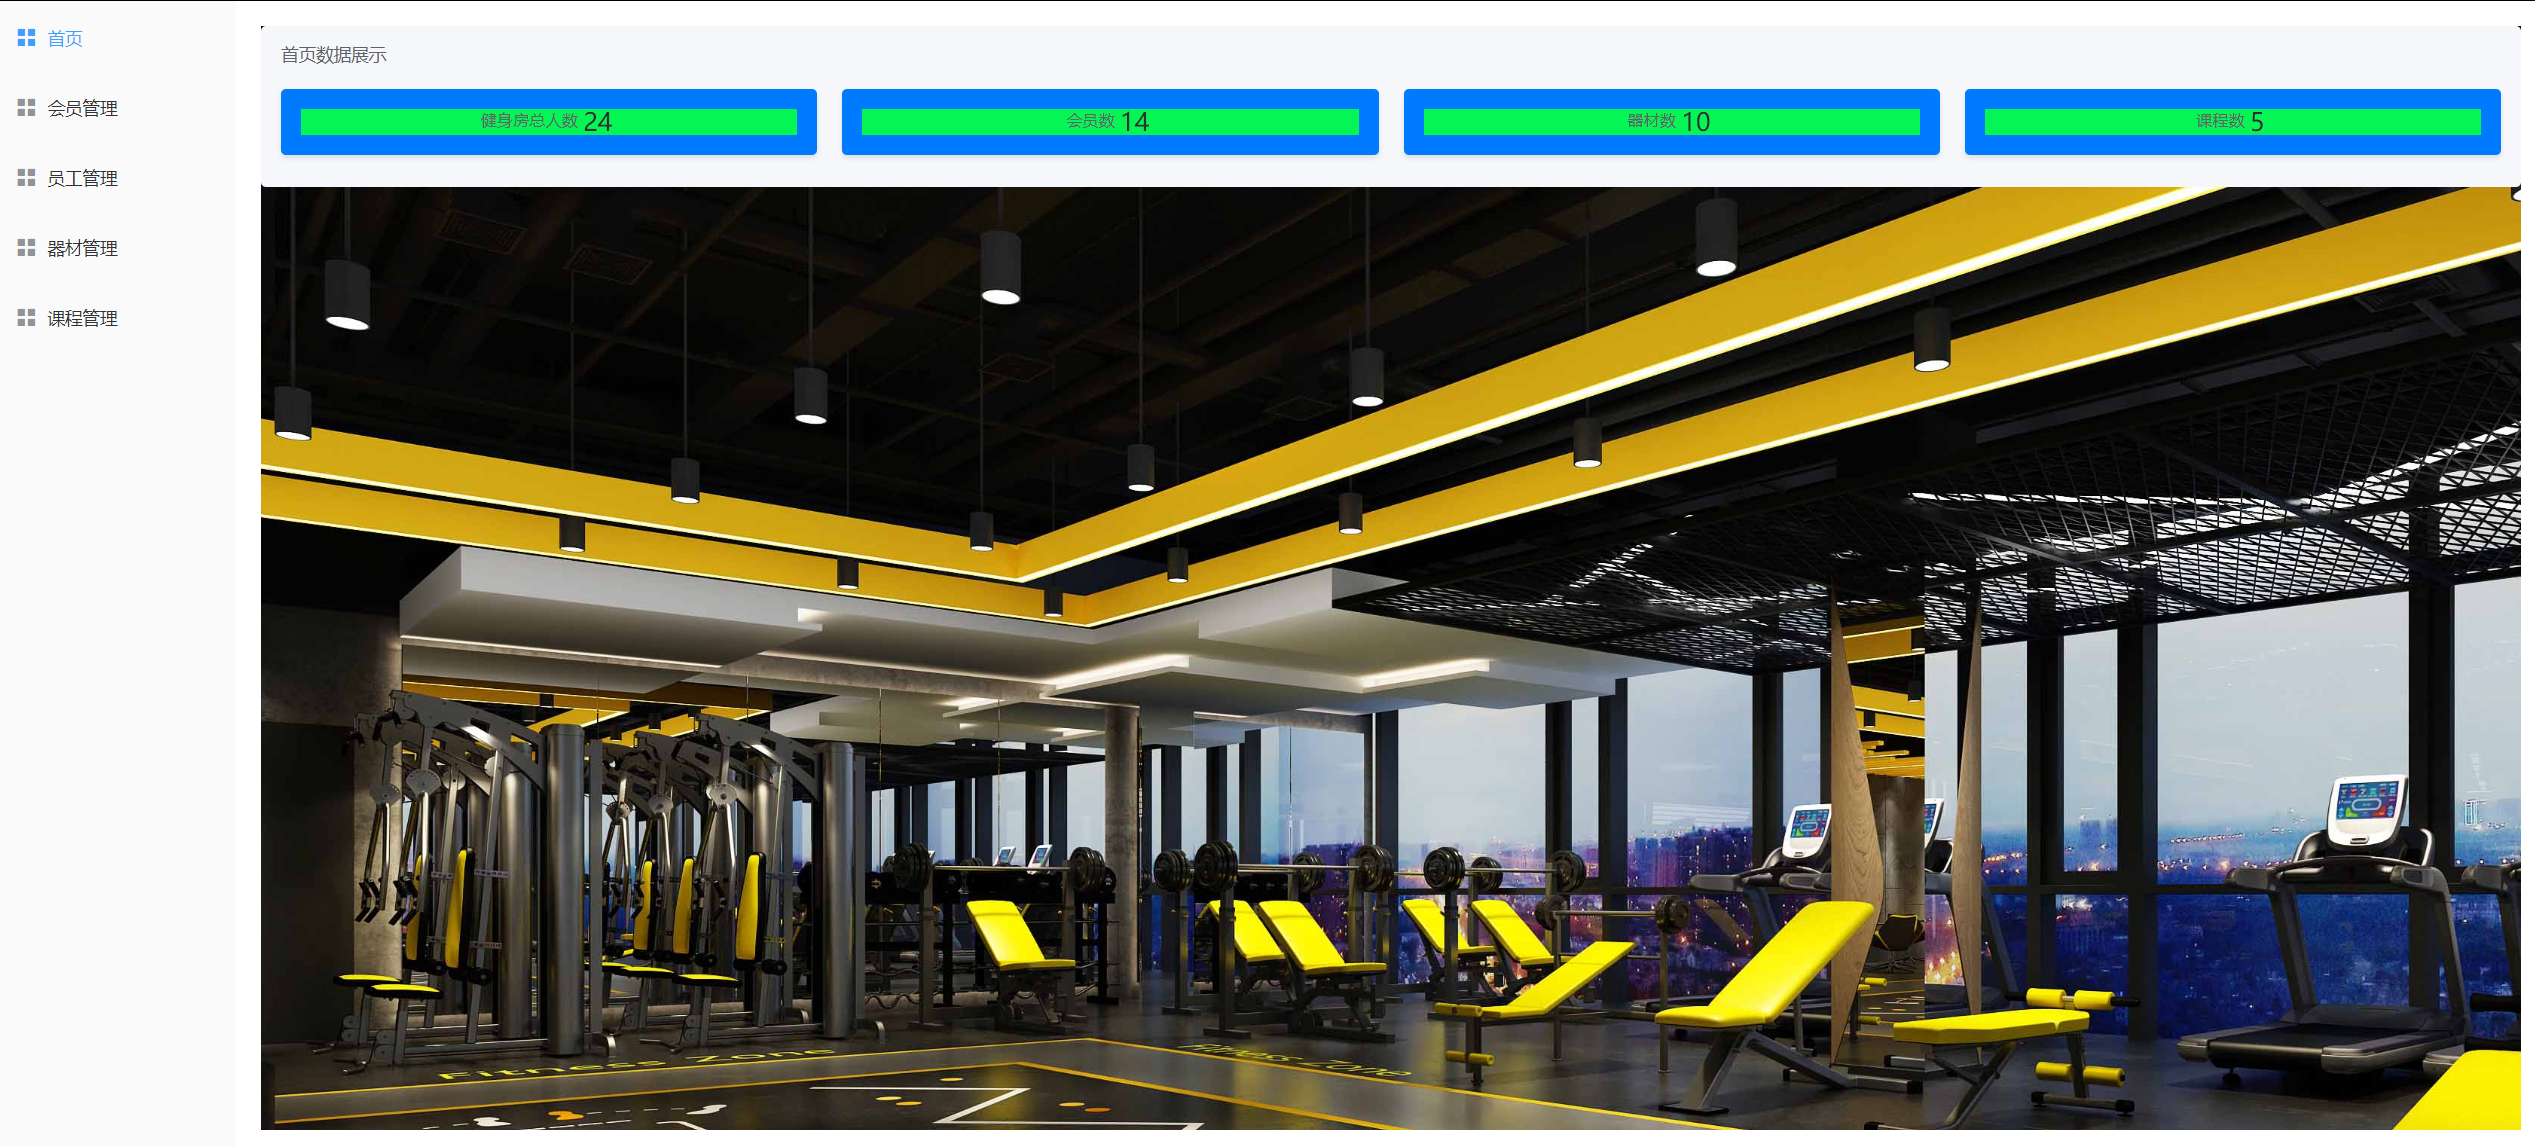 首页
会员管理
员工管理
器材管理
课程管理
首页数据展示
健身房总人数 24
会员数 14
器材数 10
课程数 5
Fitness Zone
Fitness Zone